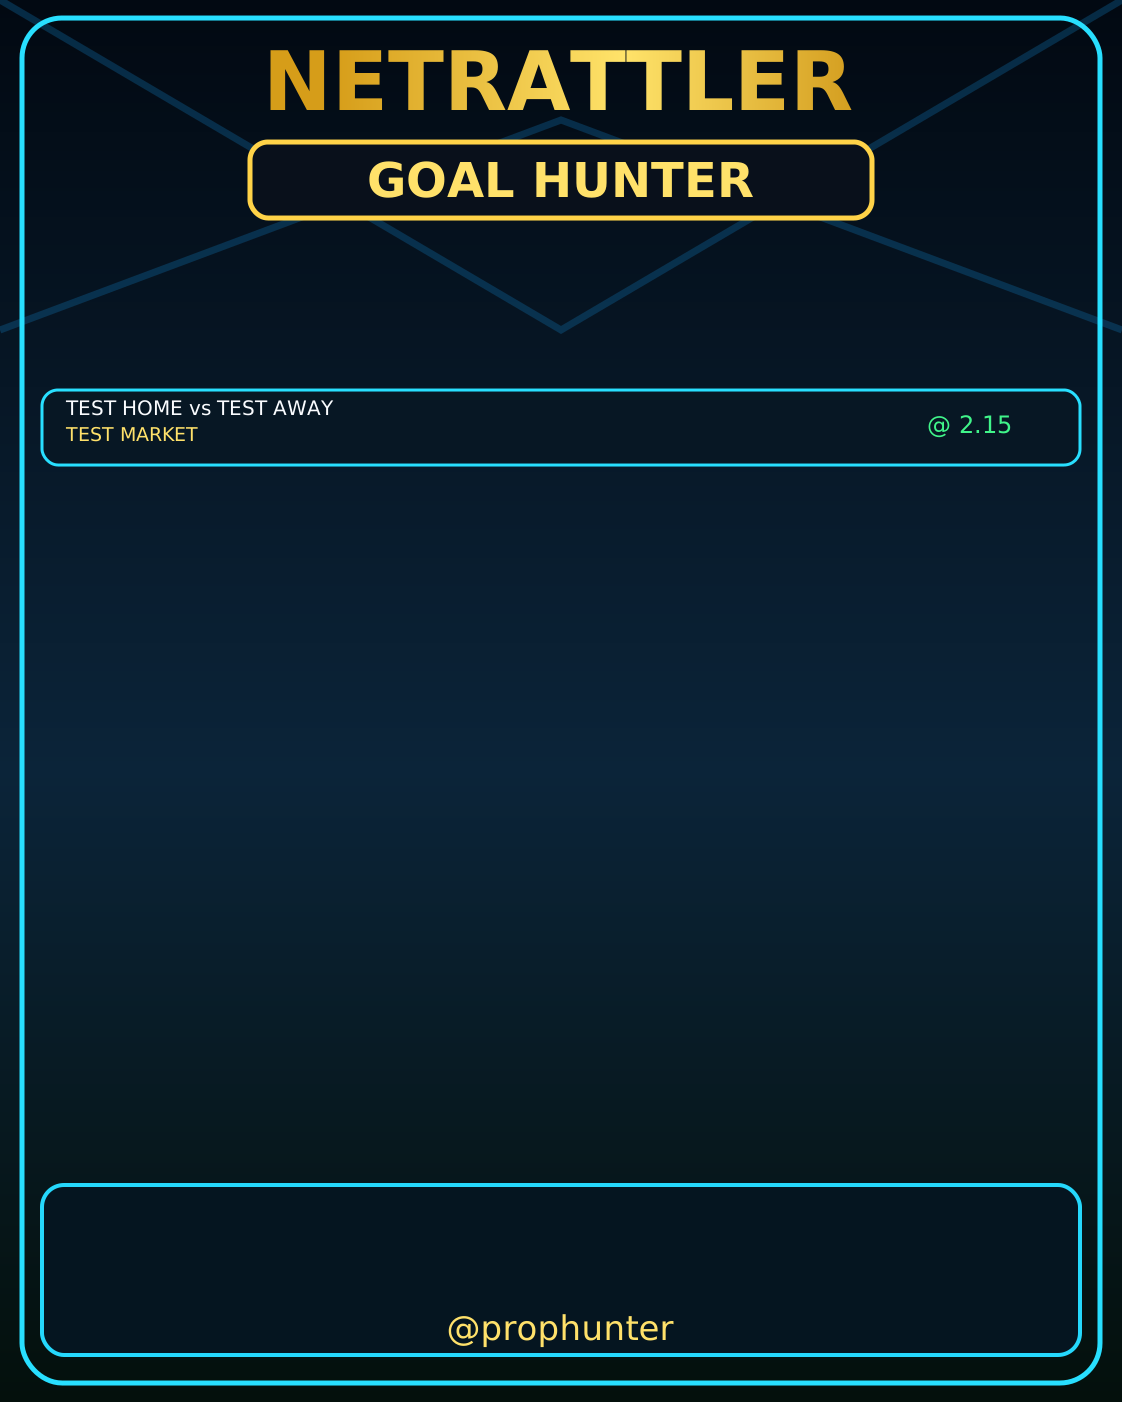 NETRATTLER
GOAL HUNTER
TEST HOME vs TEST AWAY
TEST MARKET
@ 2.15
@prophunter